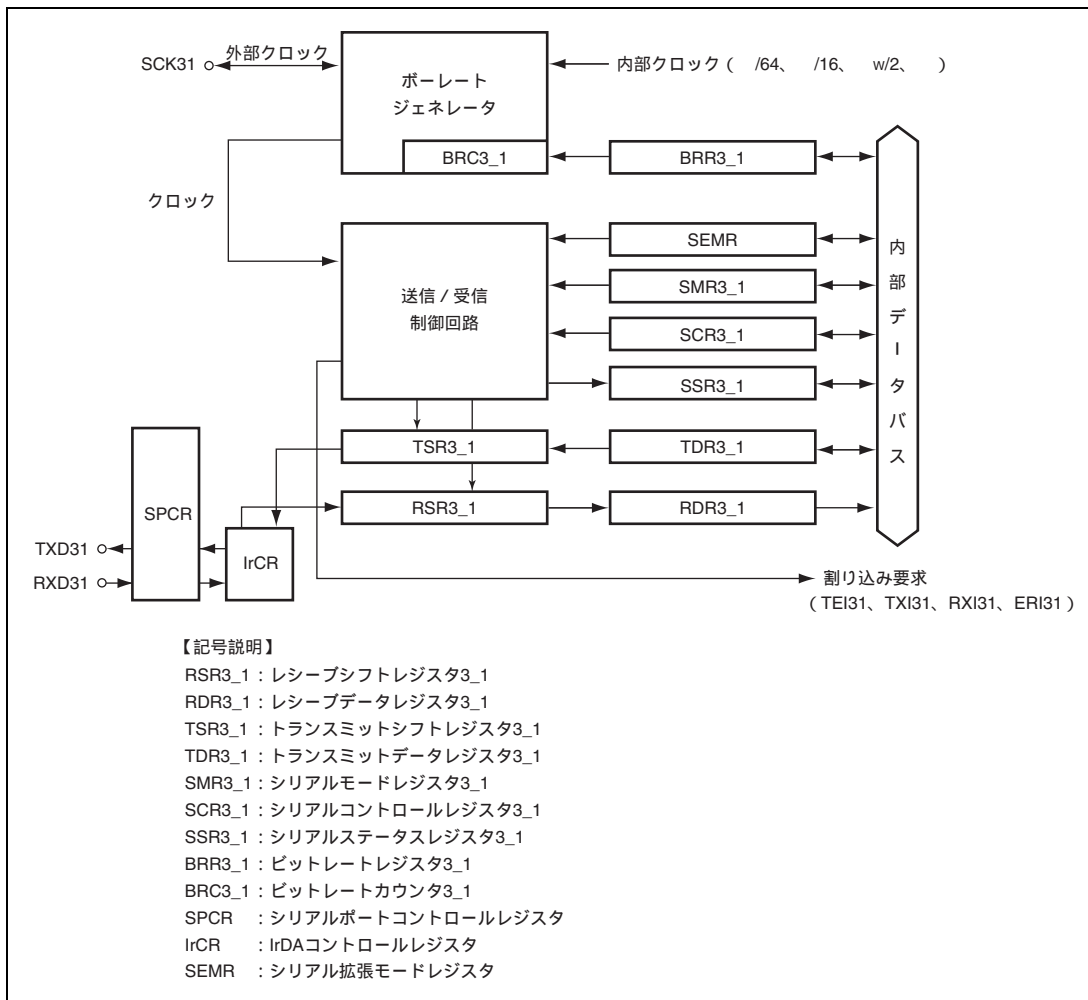 SCK31
外部クロック
ボーレート
ジェネレータ
内部クロック（ /64、 /16、 w/2、 ）
BRC3_1
BRR3_1
クロック
送信 / 受信
制御回路
SEMR
SMR3_1
SCR3_1
SSR3_1
内部データバス
TSR3_1
TDR3_1
RSR3_1
RDR3_1
SPCR
IrCR
TXD31
RXD31
割り込み要求
（TEI31、TXI31、RXI31、ERI31）
【記号説明】
RSR3_1：レシーブシフトレジスタ3_1
RDR3_1：レシーブデータレジスタ3_1
TSR3_1：トランスミットシフトレジスタ3_1
TDR3_1：トランスミットデータレジスタ3_1
SMR3_1：シリアルモードレジスタ3_1
SCR3_1：シリアルコントロールレジスタ3_1
SSR3_1：シリアルステータスレジスタ3_1
BRR3_1：ビットレートレジスタ3_1
BRC3_1：ビットレートカウンタ3_1
SPCR ：シリアルポートコントロールレジスタ
IrCR ：IrDAコントロールレジスタ
SEMR ：シリアル拡張モードレジスタ